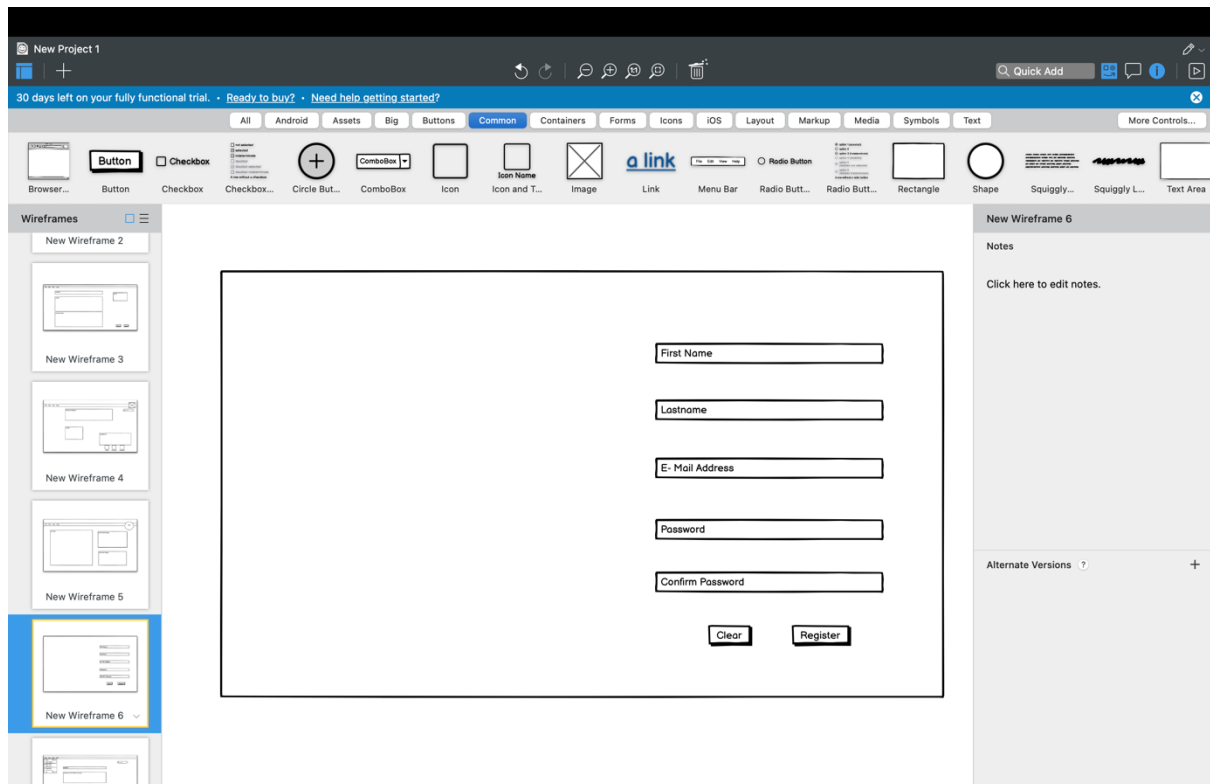 New Project 1
Quick Add
30 days left on your fully functional trial. • Ready to buy? • Need help getting started?
All Android Assets Big Buttons Common Containers Forms Icons iOS Layout Markup Media Symbols Text More Controls...
Button Checkbox ComboBox Icon Name a link File Edit View Help Radio Button
Browser... Button Checkbox Checkbox... Circle But... ComboBox Icon Icon and T... Image Link Menu Bar Radio Butt... Radio Butt... Rectangle Shape Squiggly... Squiggly L... Text Area
Wireframes
New Wireframe 2
New Wireframe 3
New Wireframe 4
New Wireframe 5
New Wireframe 6
First Name
Lastname
E- Mail Address
Password
Confirm Password
Clear Register
New Wireframe 6
Notes
Click here to edit notes.
Alternate Versions ?